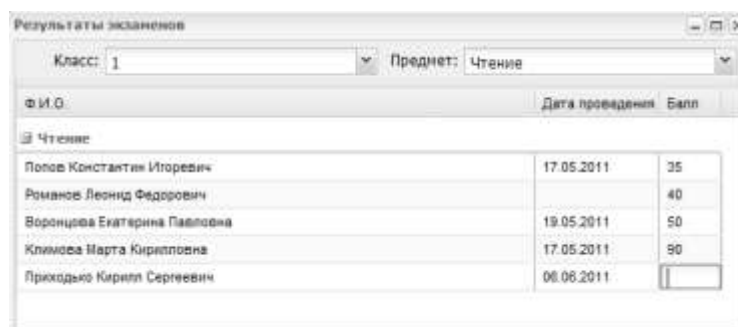 Результаты экзаменов
Класс: 1 Предмет: Чтение
Ф.И.О. Дата проведения Балл
Чтение
Попов Константин Игоревич 17.05.2011 35
Романов Леонид Федорович 40
Воронцова Екатерина Павловна 19.05.2011 50
Климова Марта Кирилловна 17.05.2011 90
Приходько Кирилл Сергеевич 06.06.2011